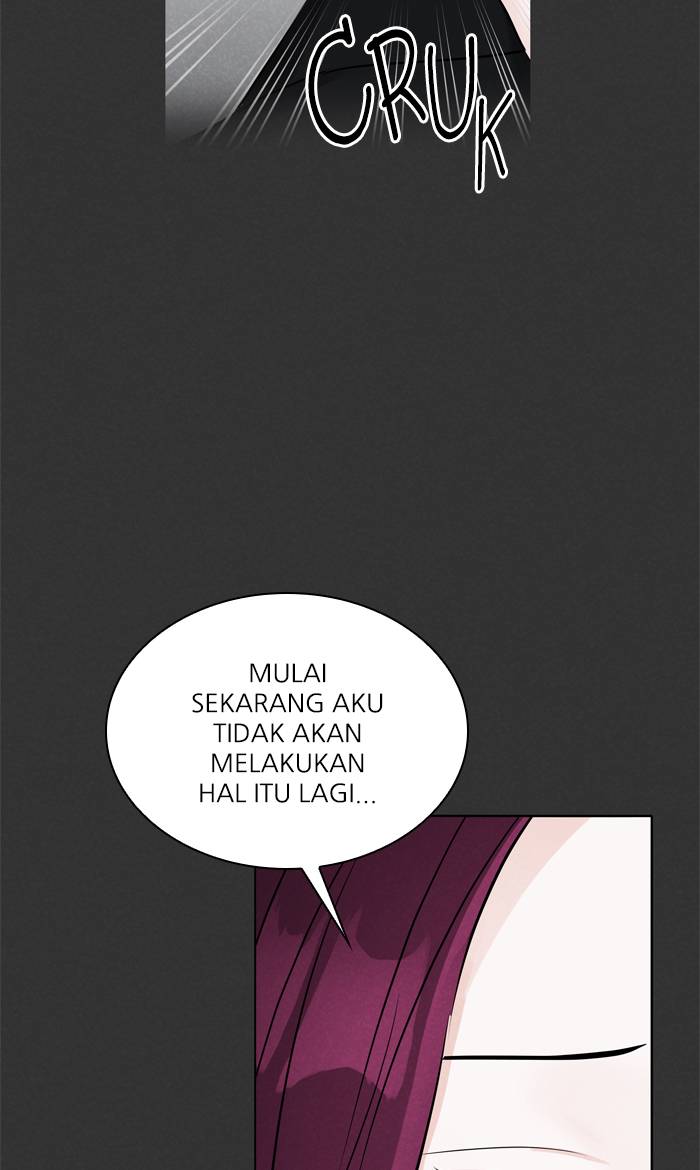 CRUK
MULAI
SEKARANG AKU
TIDAK AKAN
MELAKUKAN
HAL ITU LAGI...